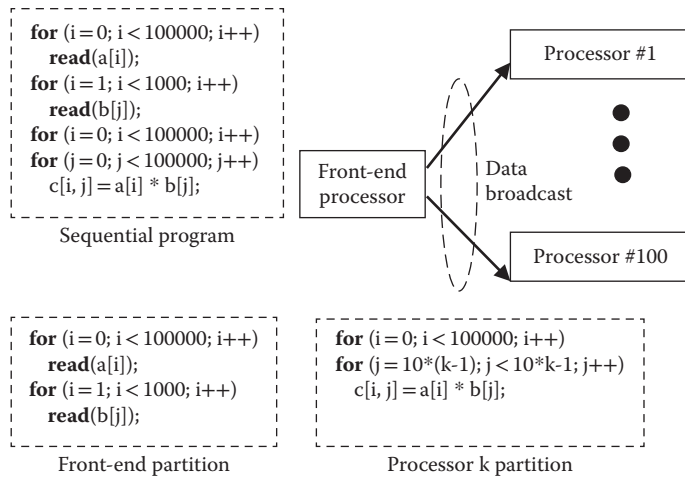 for (i=0; i<100000; i++)
read(a[i]);
for (i=1; i<1000; i++)
read(b[j]);
for (i=0; i<100000; i++)
for (j=0; j<100000; j++)
c[i, j]=a[i] * b[j];
Sequential program
Front-end
processor
Data
broadcast
Processor #1
Processor #100
for (i=0; i<100000; i++)
read(a[i]);
for (i=1; i<1000; i++)
read(b[j]);
Front-end partition
for (i=0; i<100000; i++)
for (j=10*(k-1); j<10*k-1; j++)
c[i, j]=a[i] * b[j];
Processor k partition